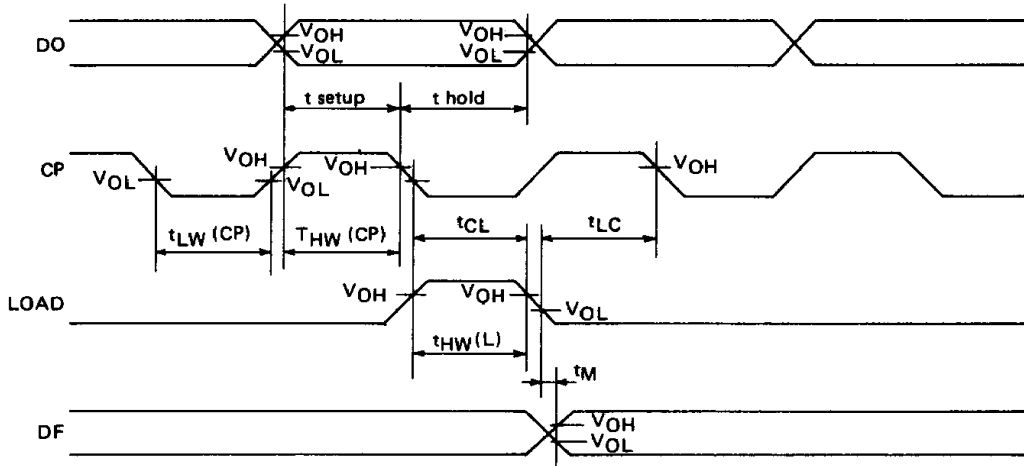 DO
VOH
VOL
VOH
VOL
t setup
t hold
CP
VOL
VOH
VOL
VOH
VOH
tLW (CP)
THW (CP)
tCL
tLC
LOAD
VOH
VOH
VOL
tHW (L)
tM
DF
VOH
VOL